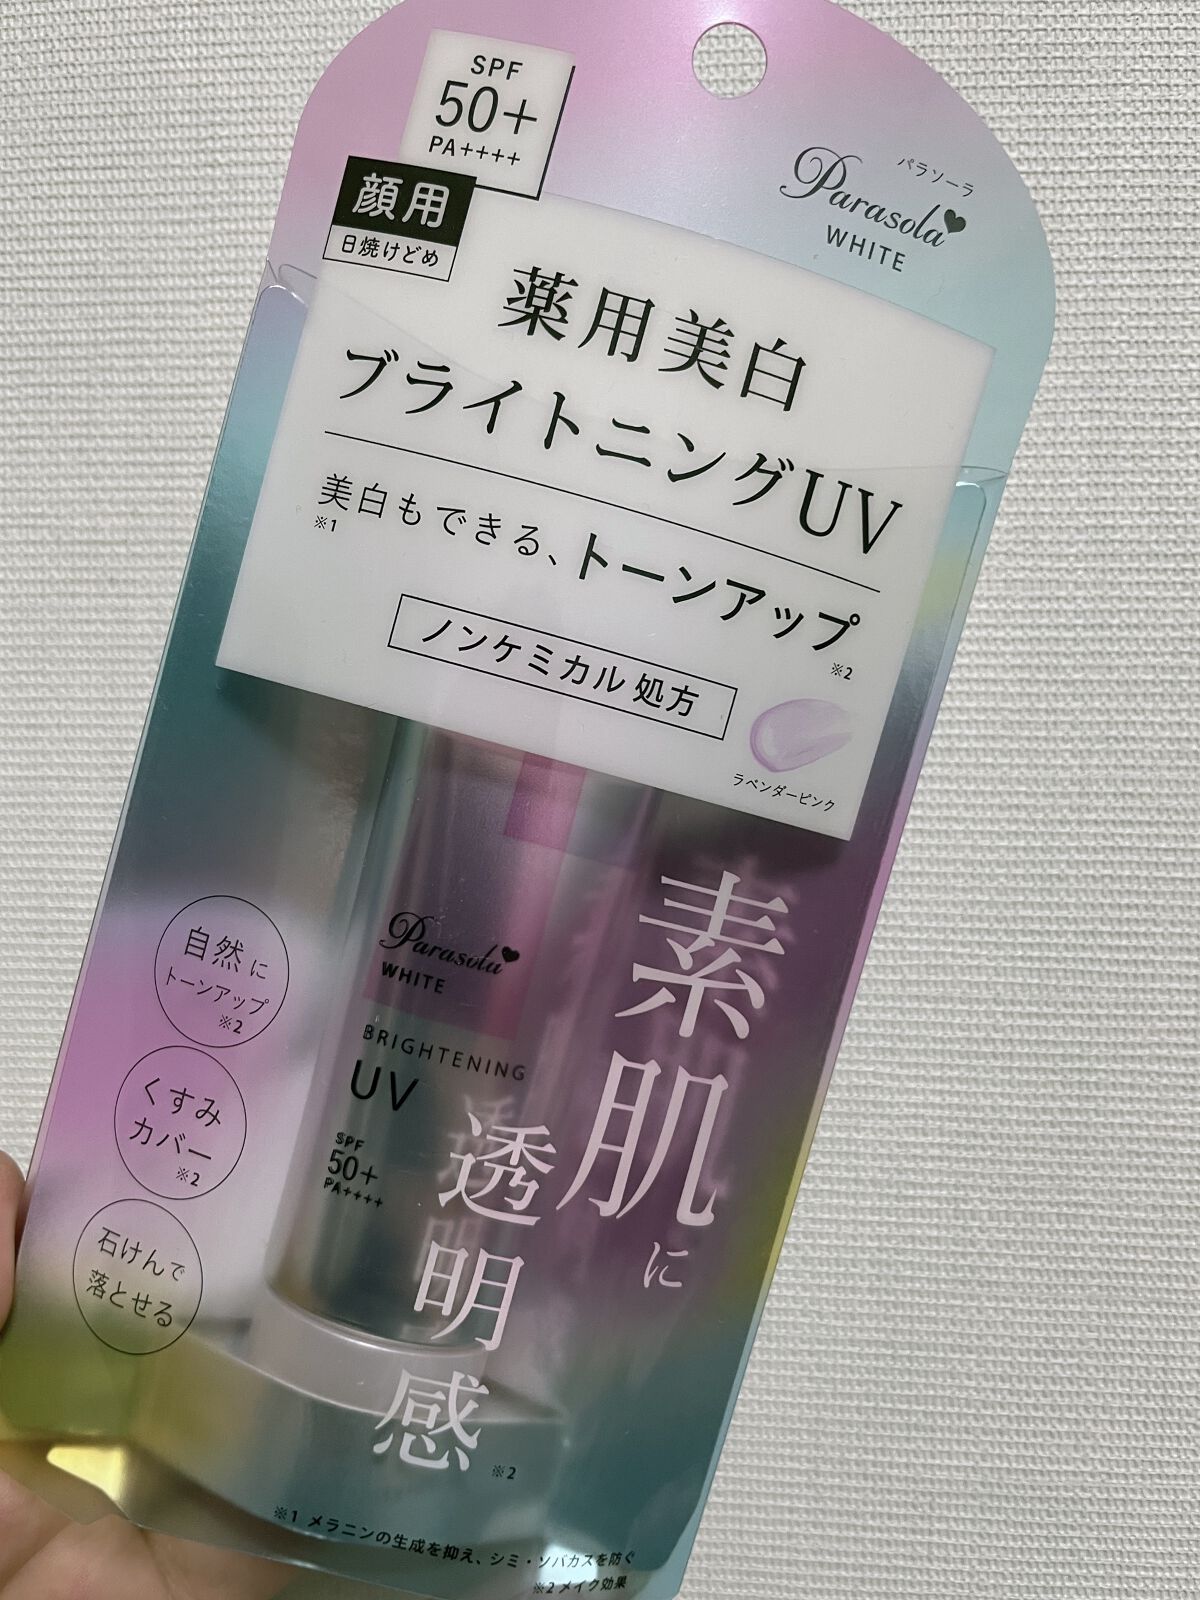 SPF
50+
PA++++
顔用
日焼けどめ
パラソーラ
Parasola
WHITE
薬用美白
ブライトニングUV
美白もできる、トーンアップ
※1
※2
ノンケミカル 処方
ラベンダーピンク
素肌に
透明感
※2
自然に
トーンアップ
※2
くすみ
カバー
※2
石けんで
落とせる
Parasola
WHITE
BRIGHTENING
UV
SPF
50+
PA++++
※1 メラニンの生成を抑え、シミ・ソバカスを防ぐ
※2 メイク効果